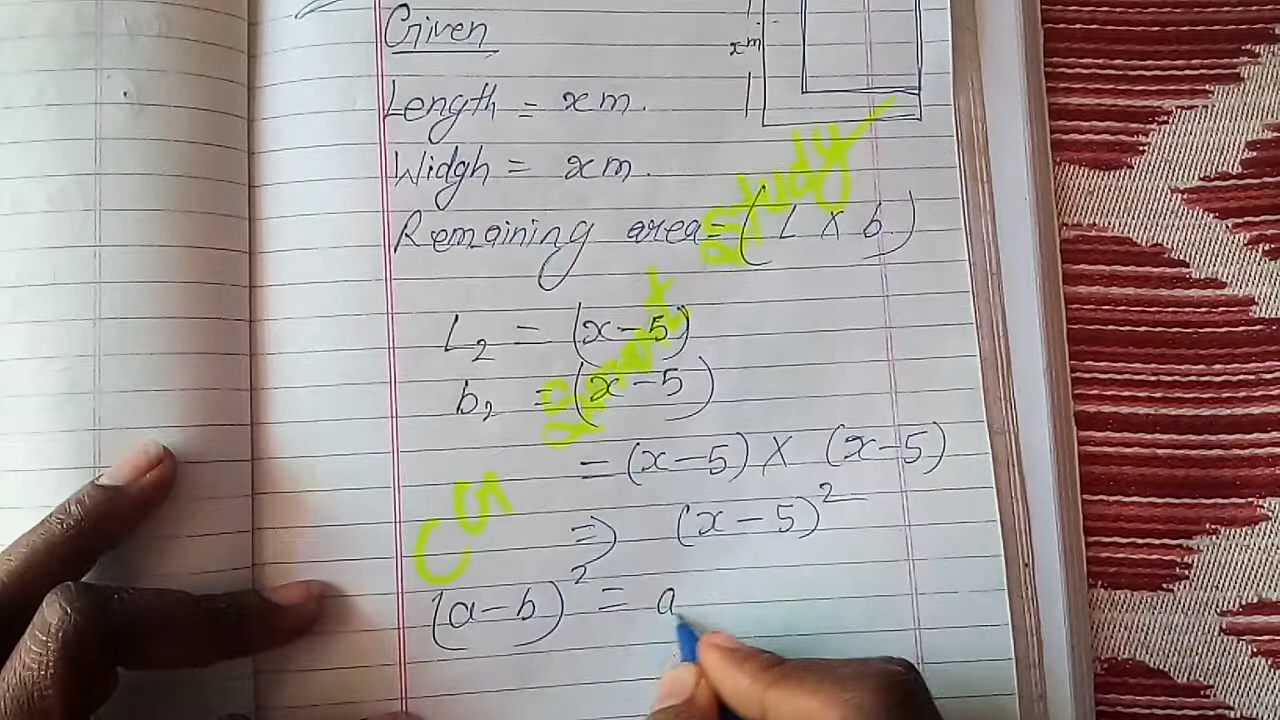 Given
Length = x m.
x m
Widgh = x m.
Remaining area = (L X b)
L₂ = (x-5)
b₂ = (x-5)
= (x-5) X (x-5)
⇒ (x-5)²
(a-b)² = a